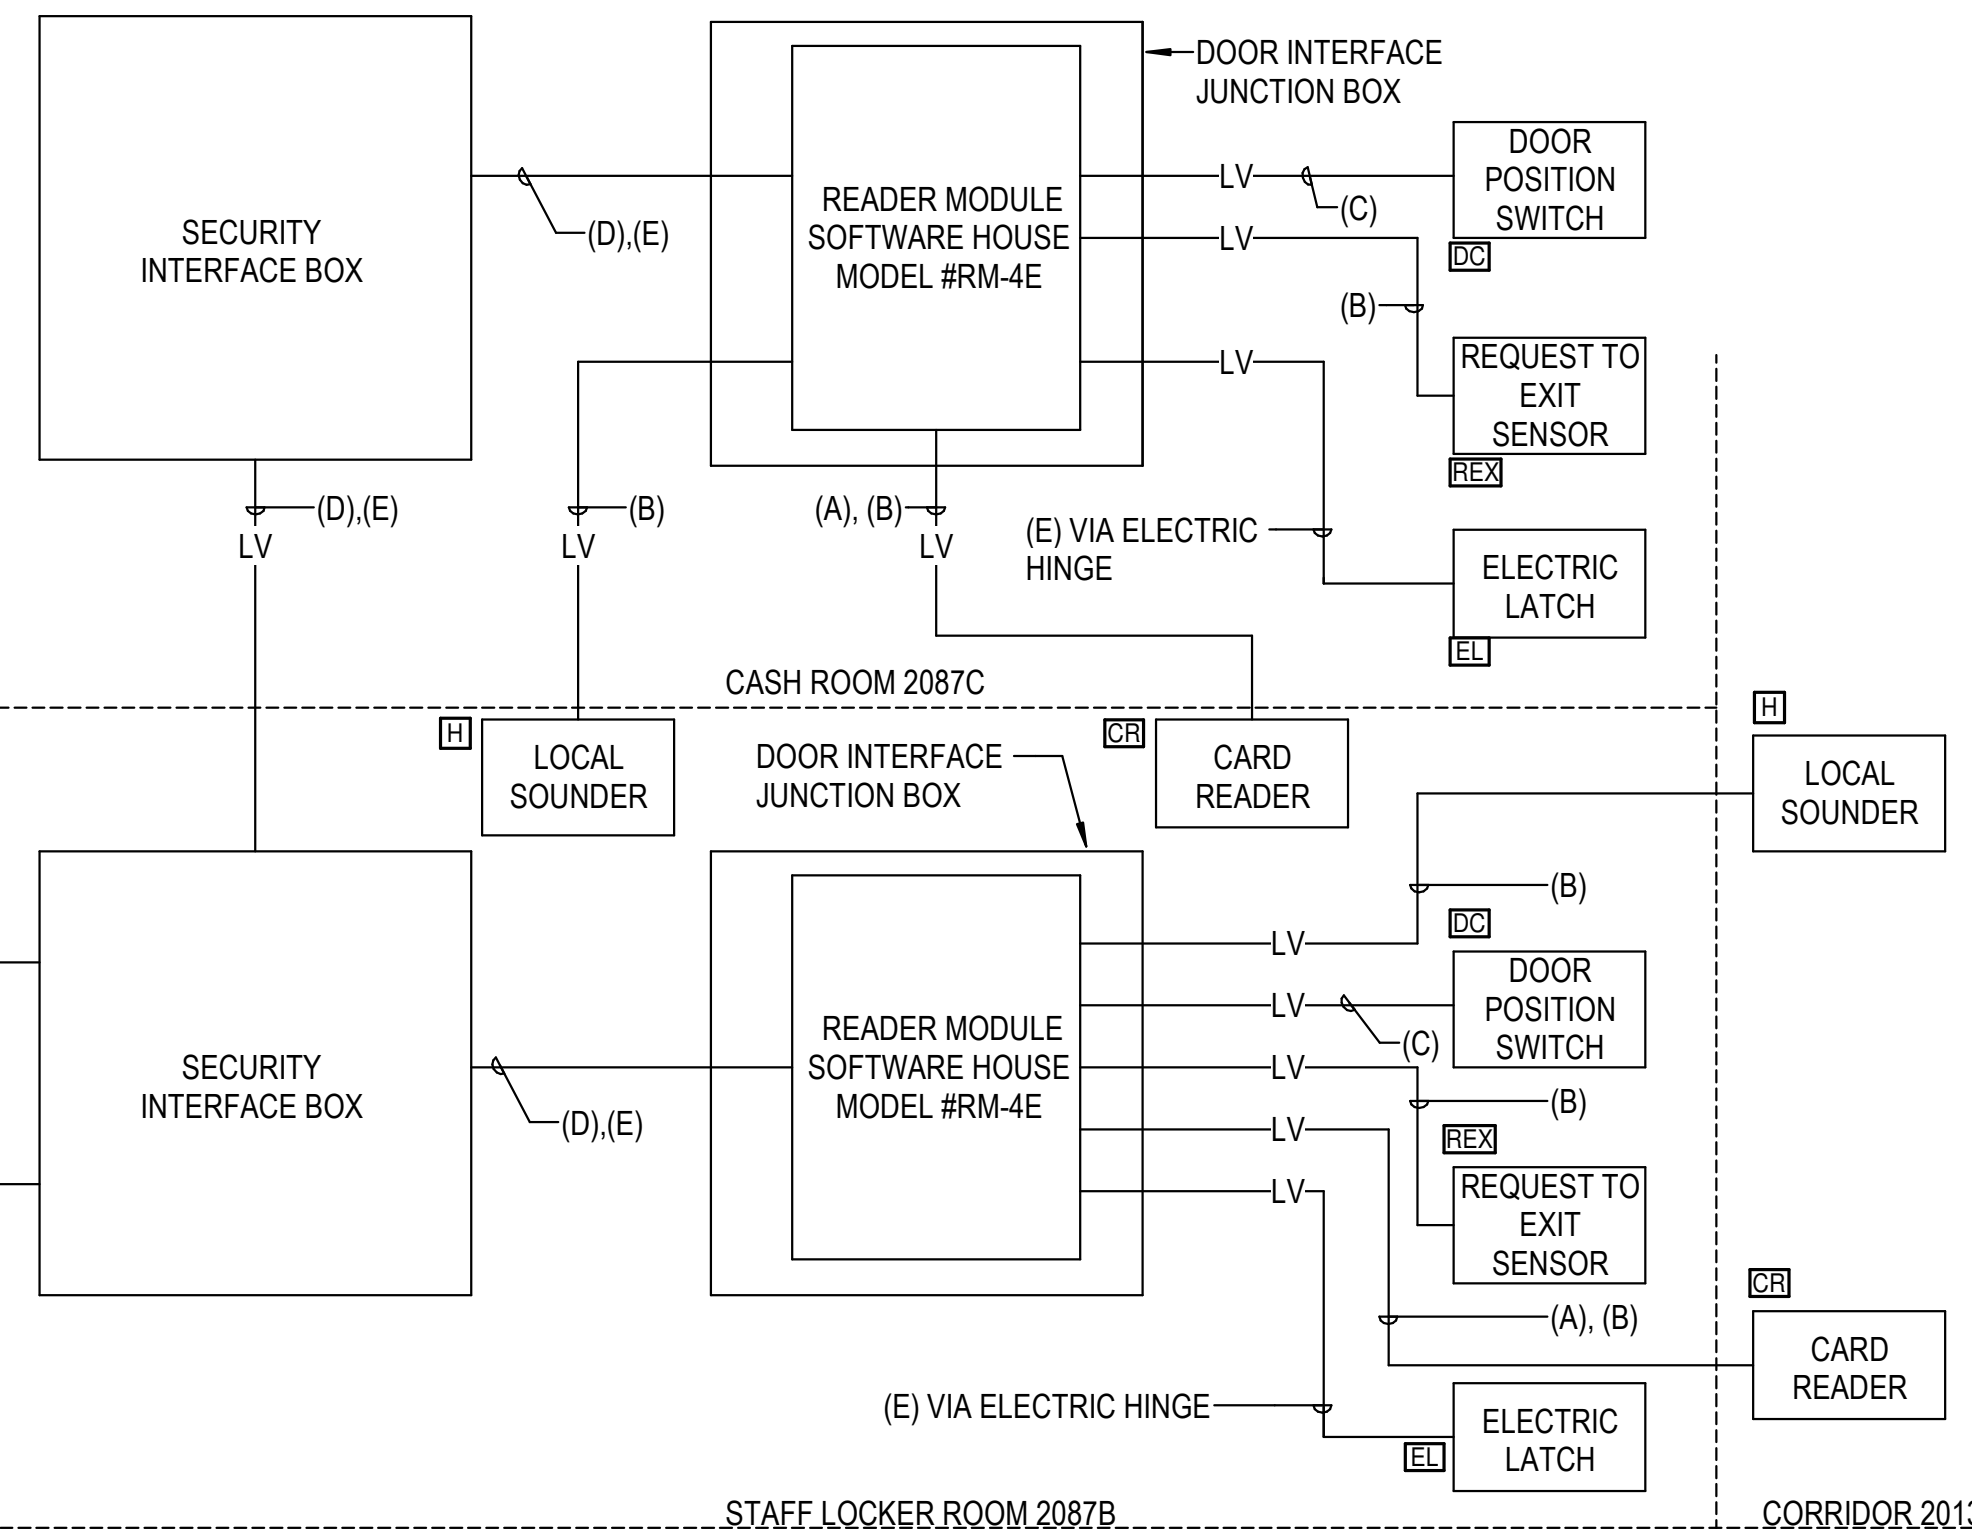 SECURITY
INTERFACE BOX
(D),(E)
READER MODULE
SOFTWARE HOUSE
MODEL #RM-4E
DOOR INTERFACE
JUNCTION BOX
LV
(C)
DOOR
POSITION
SWITCH
DC
LV
(B)
REQUEST TO
EXIT
SENSOR
REX
LV
(E) VIA ELECTRIC
HINGE
ELECTRIC
LATCH
EL
(D),(E)
LV
(B)
LV
(A), (B)
LV
CASH ROOM 2087C
H
LOCAL
SOUNDER
DOOR INTERFACE
JUNCTION BOX
CR
CARD
READER
H
LOCAL
SOUNDER
SECURITY
INTERFACE BOX
(D),(E)
READER MODULE
SOFTWARE HOUSE
MODEL #RM-4E
(B)
LV
DC
DOOR
POSITION
SWITCH
LV
(C)
LV
(B)
REX
REQUEST TO
EXIT
SENSOR
LV
(A), (B)
LV
CR
CARD
READER
(E) VIA ELECTRIC HINGE
EL
ELECTRIC
LATCH
STAFF LOCKER ROOM 2087B
CORRIDOR